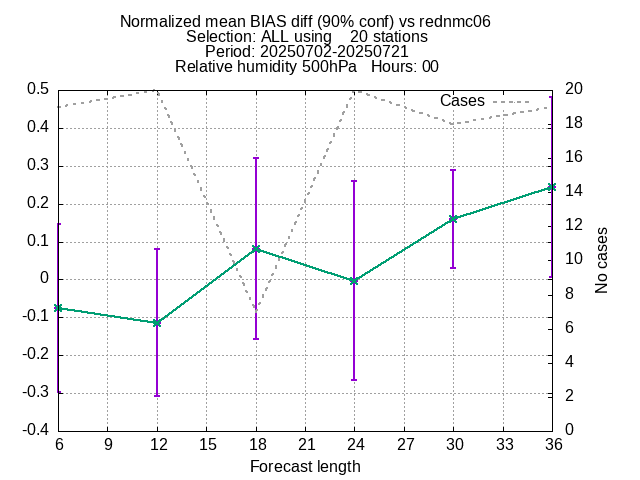 Normalized mean BIAS diff (90% conf) vs rednmc06
Selection: ALL using    20 stations
Period: 20250702-20250721
Relative humidity 500hPa   Hours: 00
Cases
0.5
0.4
0.3
0.2
0.1
0
-0.1
-0.2
-0.3
-0.4
20
18
16
14
12
10
8
6
4
2
0
No cases
6 9 12 15 18 21 24 27 30 33 36
Forecast length